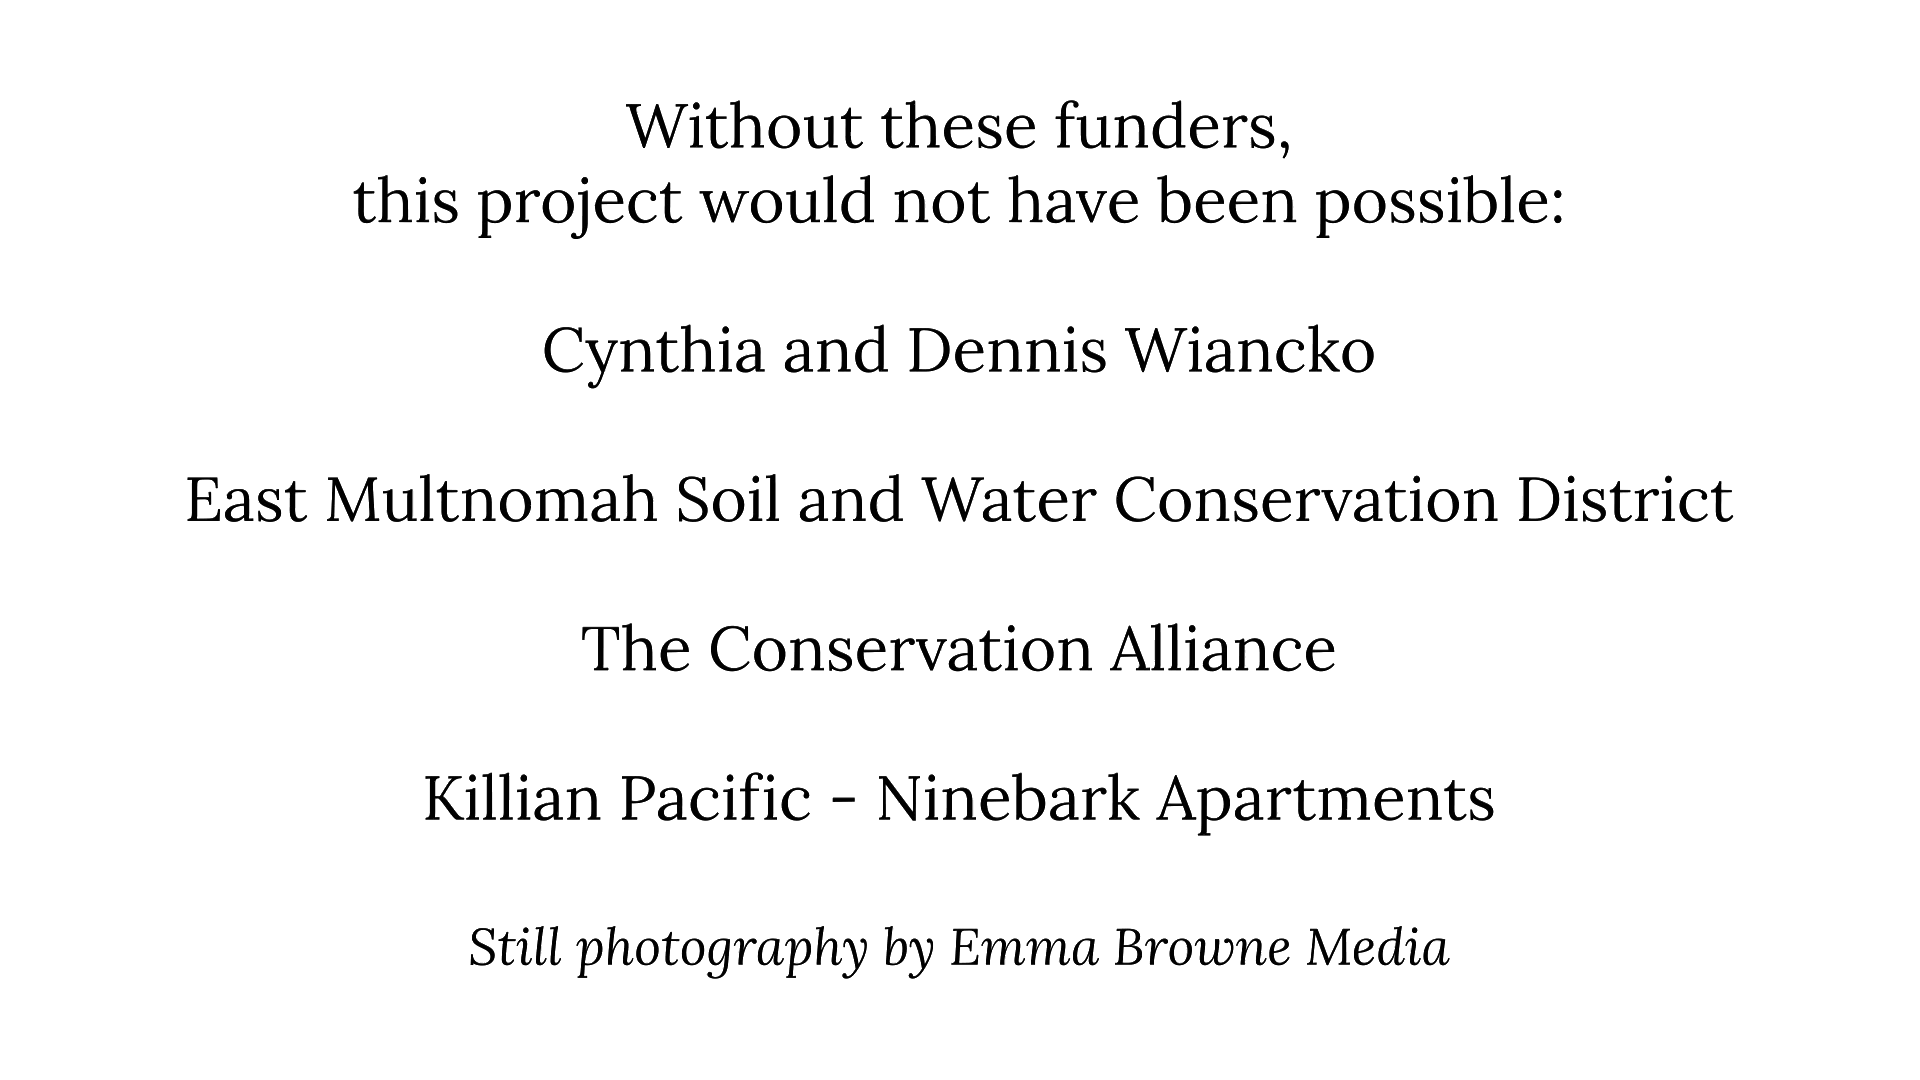 Without these funders,
this project would not have been possible:
Cynthia and Dennis Wiancko
East Multnomah Soil and Water Conservation District
The Conservation Alliance
Killian Pacific - Ninebark Apartments
Still photography by Emma Browne Media